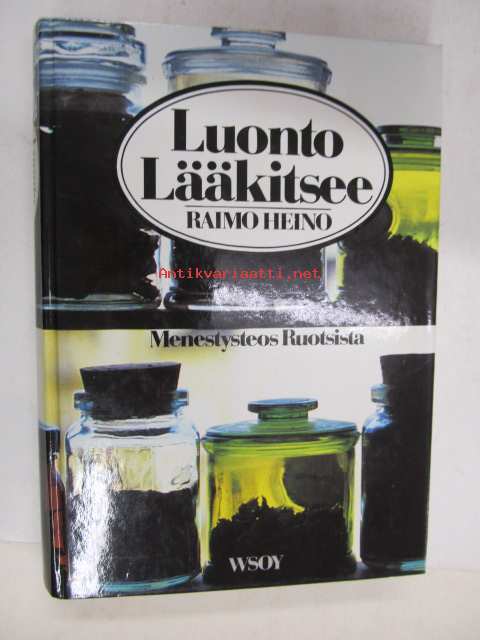 Luonto
Lääkitsee
RAIMO HEINO
Antikvariaatti.net
Menestysteos Ruotsista
WSOY